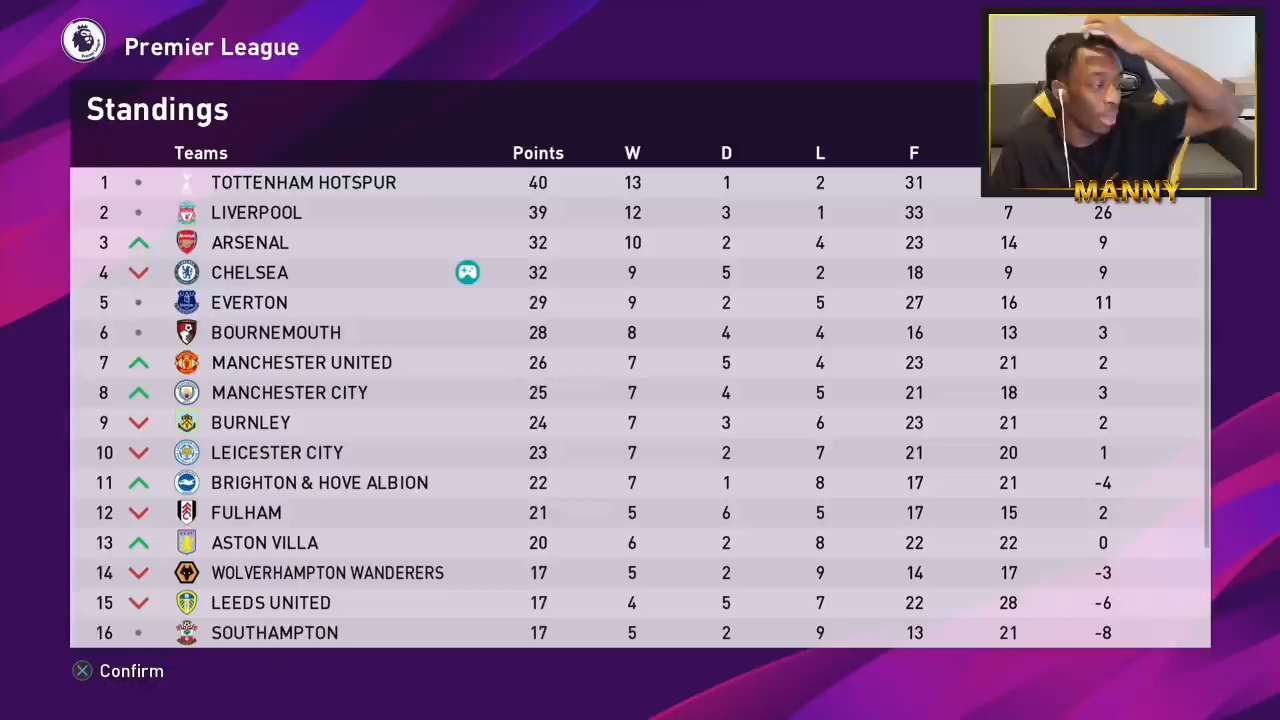 Premier League
Standings
Teams Points W D L F
1 TOTTENHAM HOTSPUR 40 13 1 2 31
MANNY
2 LIVERPOOL 39 12 3 1 33 7 26
3 ARSENAL 32 10 2 4 23 14 9
4 CHELSEA 32 9 5 2 18 9 9
5 EVERTON 29 9 2 5 27 16 11
6 BOURNEMOUTH 28 8 4 4 16 13 3
7 MANCHESTER UNITED 26 7 5 4 23 21 2
8 MANCHESTER CITY 25 7 4 5 21 18 3
9 BURNLEY 24 7 3 6 23 21 2
10 LEICESTER CITY 23 7 2 7 21 20 1
11 BRIGHTON & HOVE ALBION 22 7 1 8 17 21 -4
12 FULHAM 21 5 6 5 17 15 2
13 ASTON VILLA 20 6 2 8 22 22 0
14 WOLVERHAMPTON WANDERERS 17 5 2 9 14 17 -3
15 LEEDS UNITED 17 4 5 7 22 28 -6
16 SOUTHAMPTON 17 5 2 9 13 21 -8
Confirm